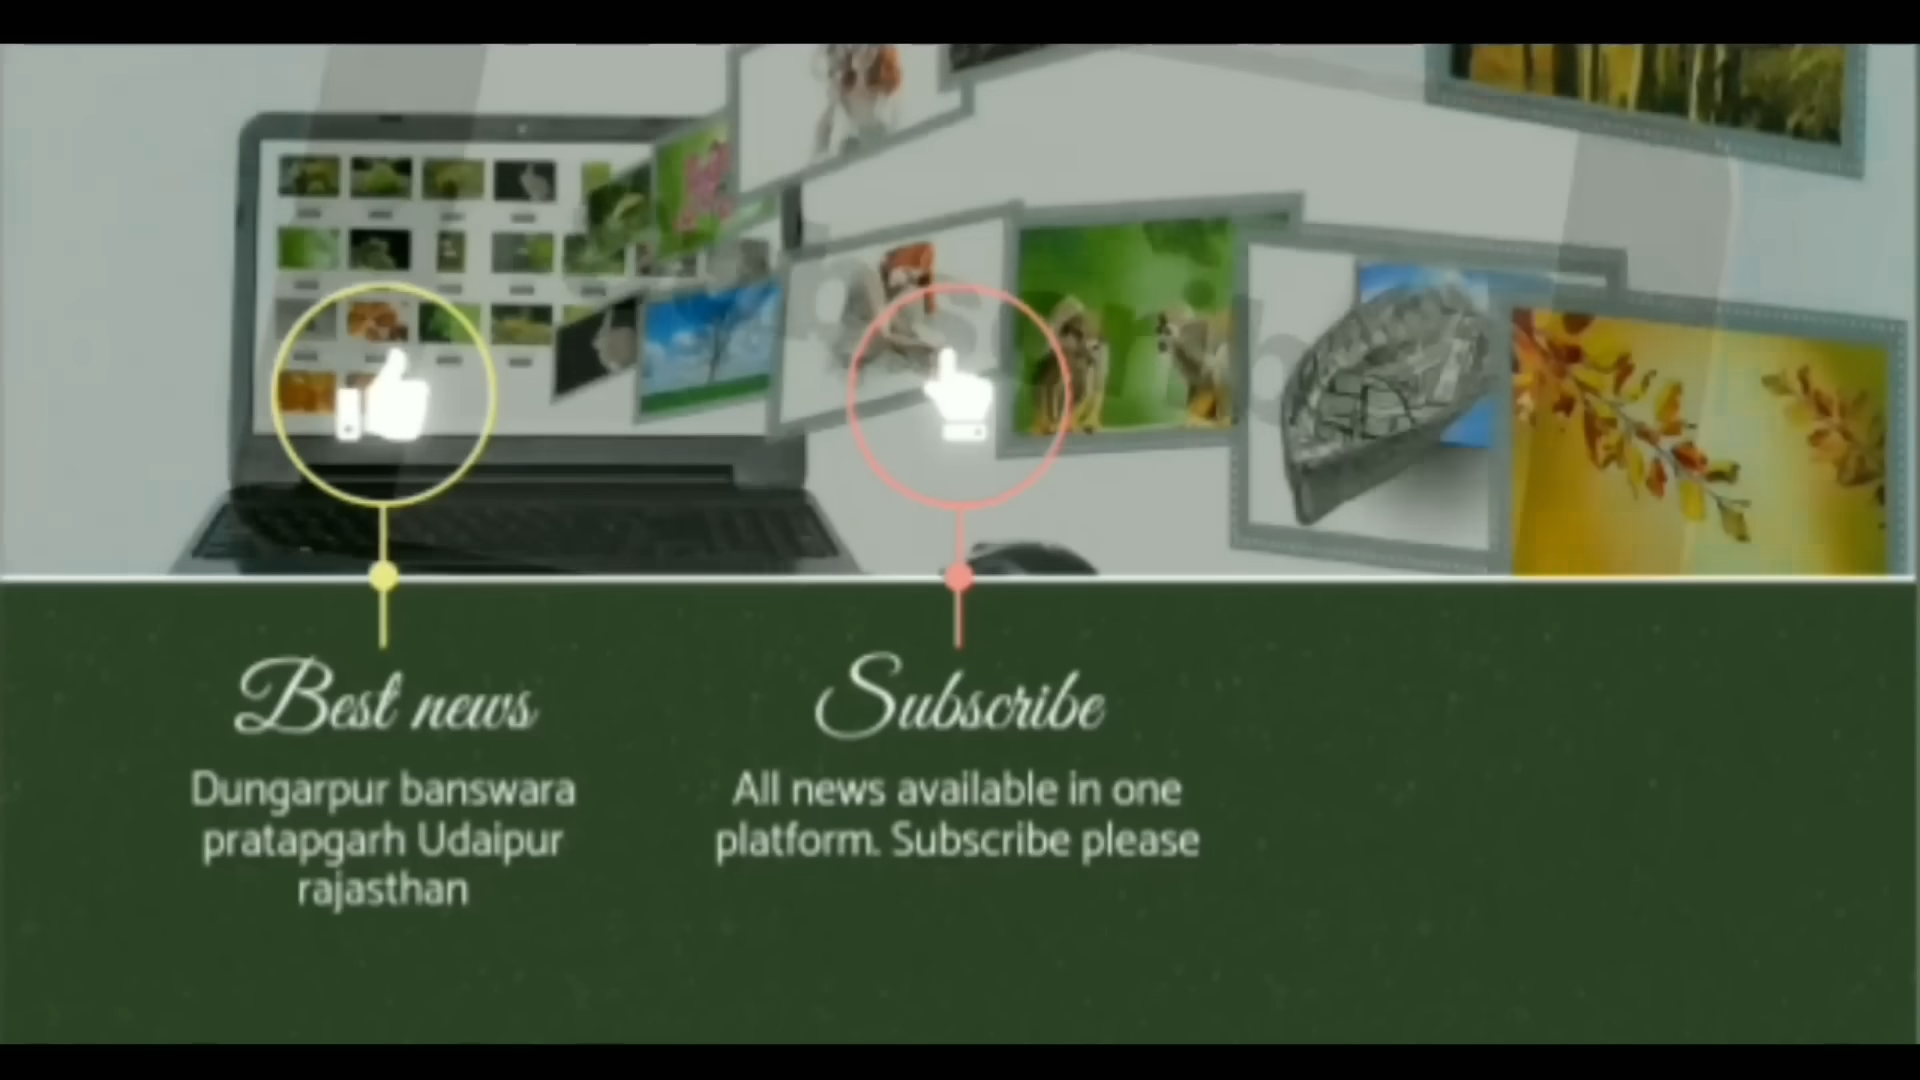 Best news
Dungarpur banswara
pratapgarh Udaipur
rajasthan
Subscribe
All news available in one
platform. Subscribe please